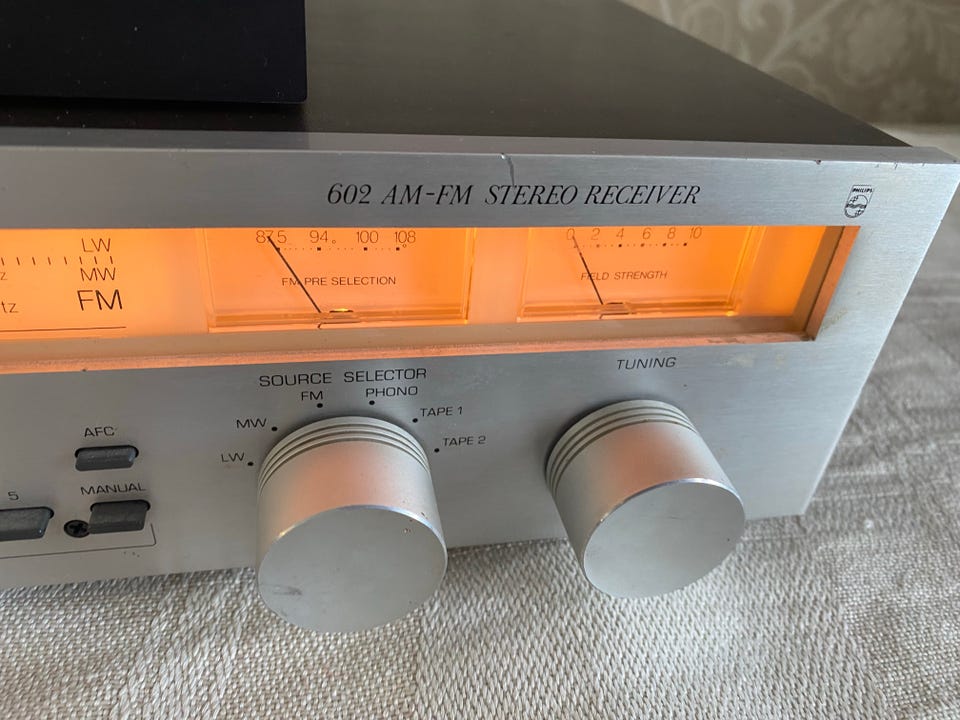 602 AM-FM STEREO RECEIVER
PHILIPS
LW
MW
FM
tz
87.5 94 100 108
FM PRE SELECTION
0 2 4 6 8 10
FIELD STRENGTH
SOURCE SELECTOR
TUNING
FM
PHONO
MW
TAPE 1
LW
TAPE 2
AFC
5
MANUAL